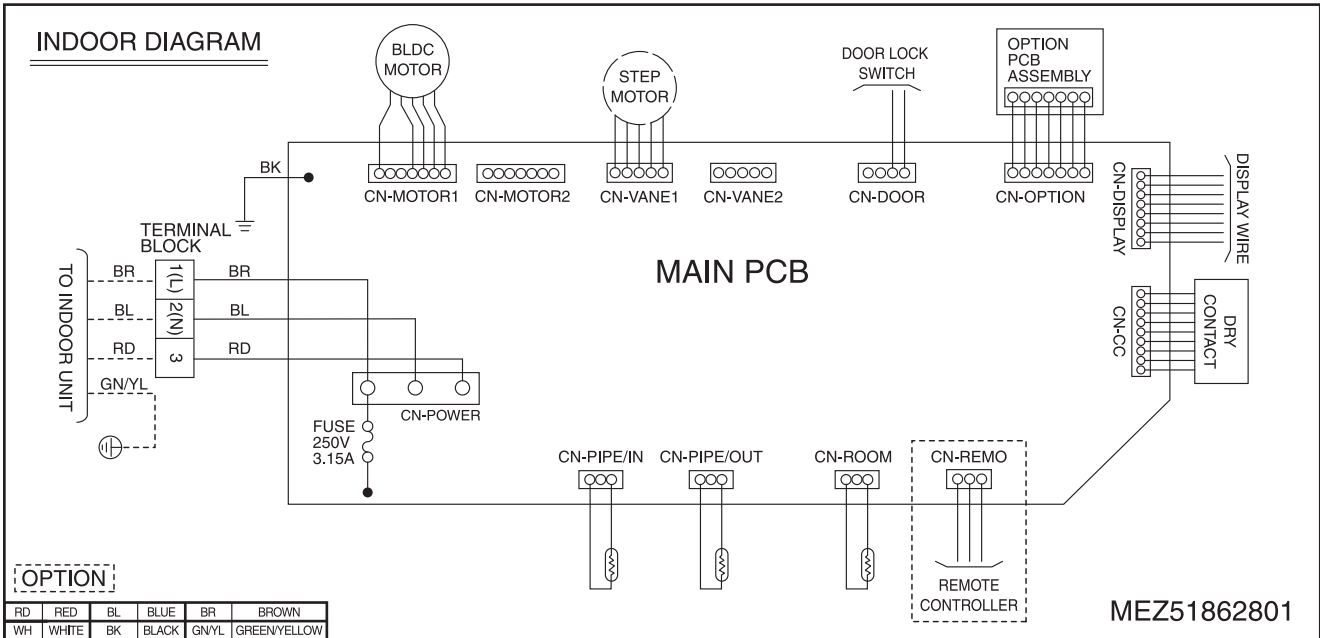 INDOOR DIAGRAM
BLDC
MOTOR
STEP
MOTOR
DOOR LOCK
SWITCH
OPTION
PCB
ASSEMBLY
BK
CN-MOTOR1
CN-MOTOR2
CN-VANE1
CN-VANE2
CN-DOOR
CN-OPTION
CN-DISPLAY
DISPLAY WIRE
TERMINAL
BLOCK
TO INDOOR UNIT
BR
1(L)
BR
BL
2(N)
BL
RD
3
RD
GN/YL
MAIN PCB
CN-CC
DRY
CONTACT
CN-POWER
FUSE
250V
3.15A
CN-PIPE/IN
CN-PIPE/OUT
CN-ROOM
CN-REMO
REMOTE
CONTROLLER
OPTION
RD RED BL BLUE BR BROWN
WH WHITE BK BLACK GN/YL GREEN/YELLOW
MEZ51862801